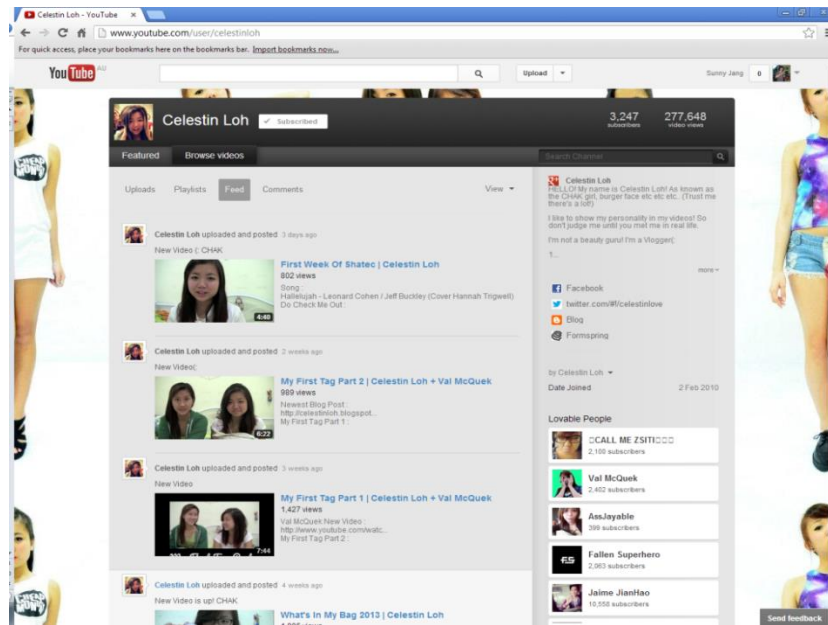 Celestin Loh - YouTube
www.youtube.com/user/celestinloh
For quick access, place your bookmarks here on the bookmarks bar. Import bookmarks now...
YouTube AU
Upload
Sunny Jang 0
Celestin Loh
Subscribed
3,247
subscribers
277,648
video views
Featured Browse videos
Search Channel
Uploads Playlists Feed Comments
View
Celestin Loh uploaded and posted 3 days ago
New Video (: CHAK
First Week Of Shatec | Celestin Loh
802 views
Song :
Hallelujah - Leonard Cohen / Jeff Buckley (Cover Hannah Trigwell)
Do Check Me Out :
4:40
Celestin Loh uploaded and posted 2 weeks ago
New Video(:
My First Tag Part 2 | Celestin Loh + Val McQuek
989 views
Newest Blog Post :
http://celestinloh.blogspot...
My First Tag Part 1 :
6:22
Celestin Loh uploaded and posted 3 weeks ago
New Video
My First Tag Part 1 | Celestin Loh + Val McQuek
1,427 views
Val McQuek New Video :
http://www.youtube.com/watc...
My First Tag Part 2 :
7:44
Celestin Loh uploaded and posted 4 weeks ago
New Video is up! CHAK
What's In My Bag 2013 | Celestin Loh
Celestin Loh
HELLO! My name is Celestin Loh! As known as
the CHAK girl, burger face etc etc etc. (Trust me
there's a lot!)
I like to show my personality in my videos! So
don't judge me until you met me in real life.
I'm not a beauty guru! I'm a Vlogger(:
1...
more
Facebook
twitter.com/#!/celestinlove
Blog
Formspring
by Celestin Loh
Date Joined 2 Feb 2010
Lovable People
□CALL ME ZSITI□□□
2,100 subscribers
Val McQuek
2,402 subscribers
AssJayable
399 subscribers
Fallen Superhero
2,063 subscribers
Jaime JianHao
10,558 subscribers
Send feedback